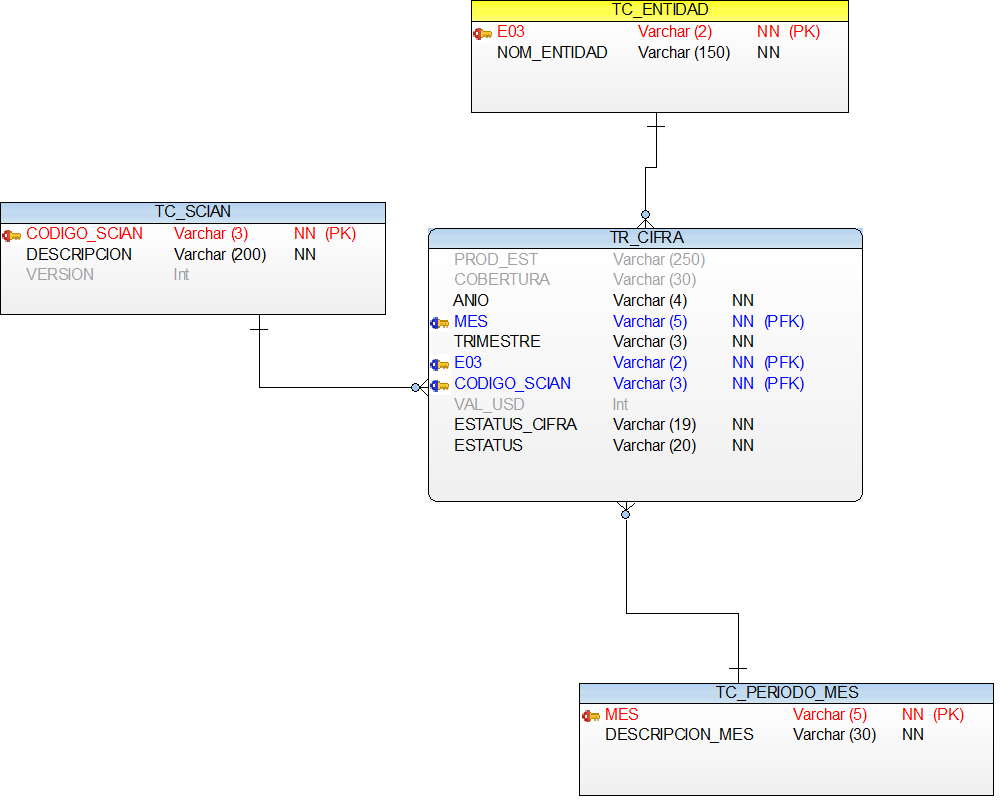 TC_ENTIDAD
E03 Varchar (2) NN (PK)
NOM_ENTIDAD Varchar (150) NN
TC_SCIAN
CODIGO_SCIAN Varchar (3) NN (PK)
DESCRIPCION Varchar (200) NN
VERSION Int
TR_CIFRA
PROD_EST Varchar (250)
COBERTURA Varchar (30)
ANIO Varchar (4) NN
MES Varchar (5) NN (PFK)
TRIMESTRE Varchar (3) NN
E03 Varchar (2) NN (PFK)
CODIGO_SCIAN Varchar (3) NN (PFK)
VAL_USD Int
ESTATUS_CIFRA Varchar (19) NN
ESTATUS Varchar (20) NN
TC_PERIODO_MES
MES Varchar (5) NN (PK)
DESCRIPCION_MES Varchar (30) NN